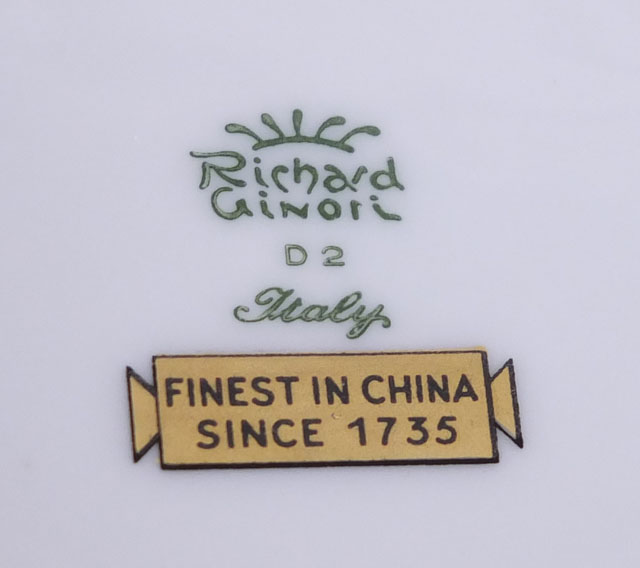 Richard
Ginori
D 2
Italy
FINEST IN CHINA
SINCE 1735